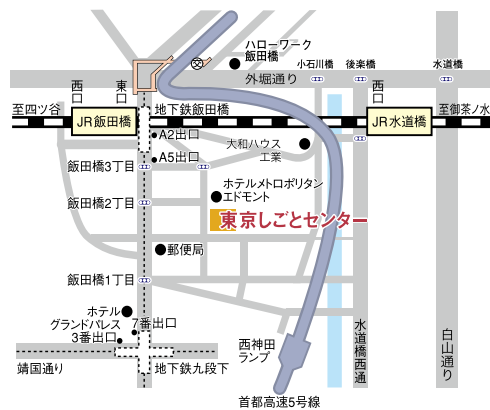 ハローワーク
飯田橋
小石川橋
後楽橋
水道橋
外堀通り
西口
東口
西口
至四ツ谷
地下鉄飯田橋
至御茶ノ水
JR飯田橋
JR水道橋
A2出口
大和ハウス
工業
A5出口
飯田橋3丁目
ホテルメトロポリタン
エドモント
飯田橋2丁目
東京しごとセンター
郵便局
飯田橋1丁目
ホテル
グランドパレス
7番出口
3番出口
西神田
ランプ
水道橋西通り
白山通り
靖国通り
地下鉄九段下
首都高速5号線